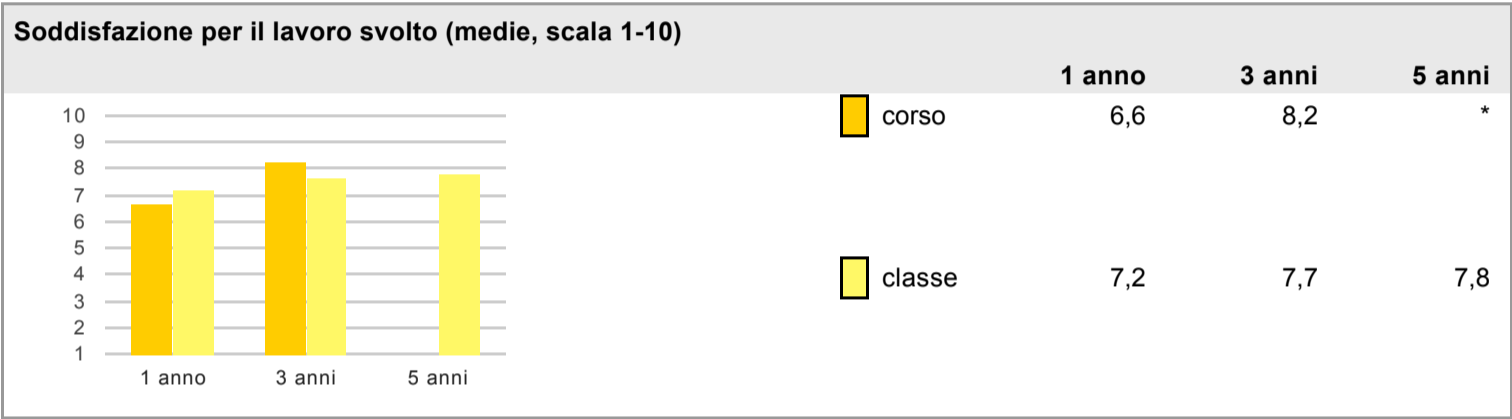 Soddisfazione per il lavoro svolto (medie, scala 1-10)
1 anno 3 anni 5 anni
corso 6,6 8,2 *
classe 7,2 7,7 7,8
10
9
8
7
6
5
4
3
2
1
1 anno 3 anni 5 anni